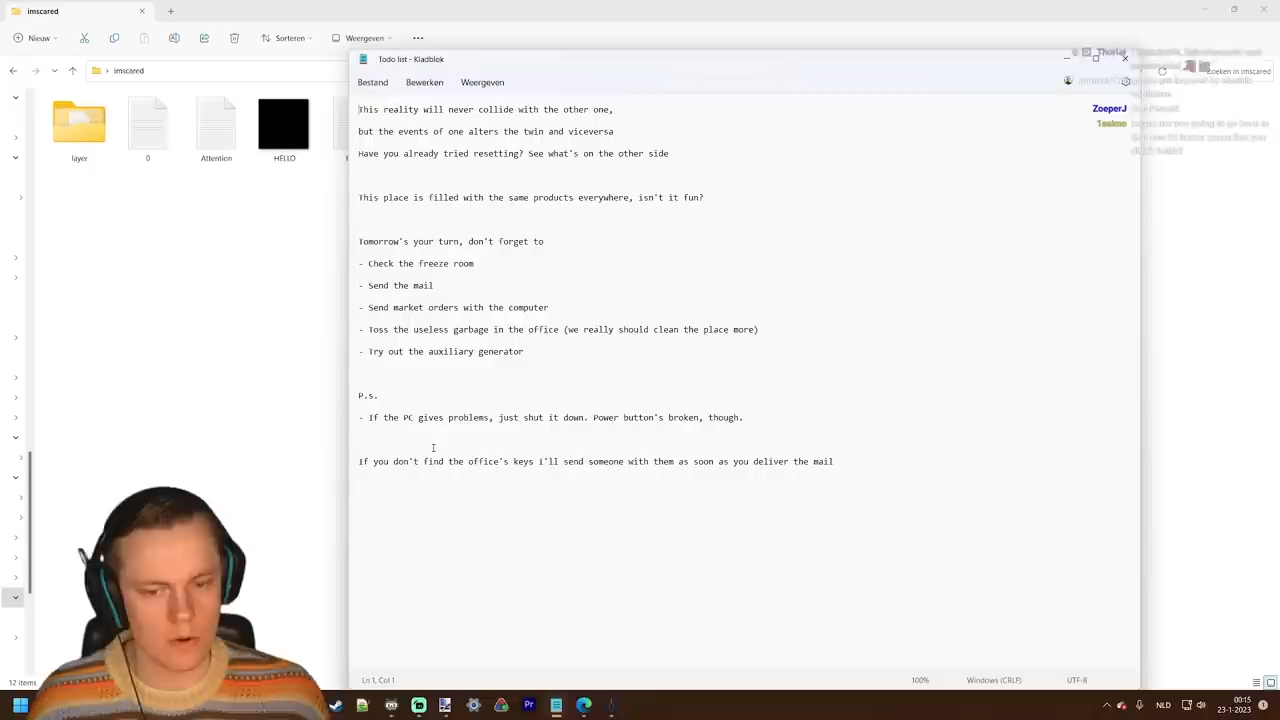 imscared
Nieuw
Sorteren
Weergeven
imscared
Zoeken in imscared
layer
0
Attention
HELLO
12 items
Todo list - Kladblok
Bestand
Bewerken
Weergeven
This reality will never collide with the other one,
but the events of one alters the twin and viceversa
Have you already tried resetting? See what's on the other side
This place is filled with the same products everywhere, isn't it fun?
Tomorrow's your turn, don't forget to
- Check the freeze room
- Send the mail
- Send market orders with the computer
- Toss the useless garbage in the office (we really should clean the place more)
- Try out the auxiliary generator
P.s.
- If the PC gives problems, just shut it down. Power button's broken, though.
If you don't find the office's keys I'll send someone with them as soon as you deliver the mail
Ln 1, Col 1
100%
Windows (CRLF)
UTF-8
ZoeperJ
NLD
00:15
23-1-2023